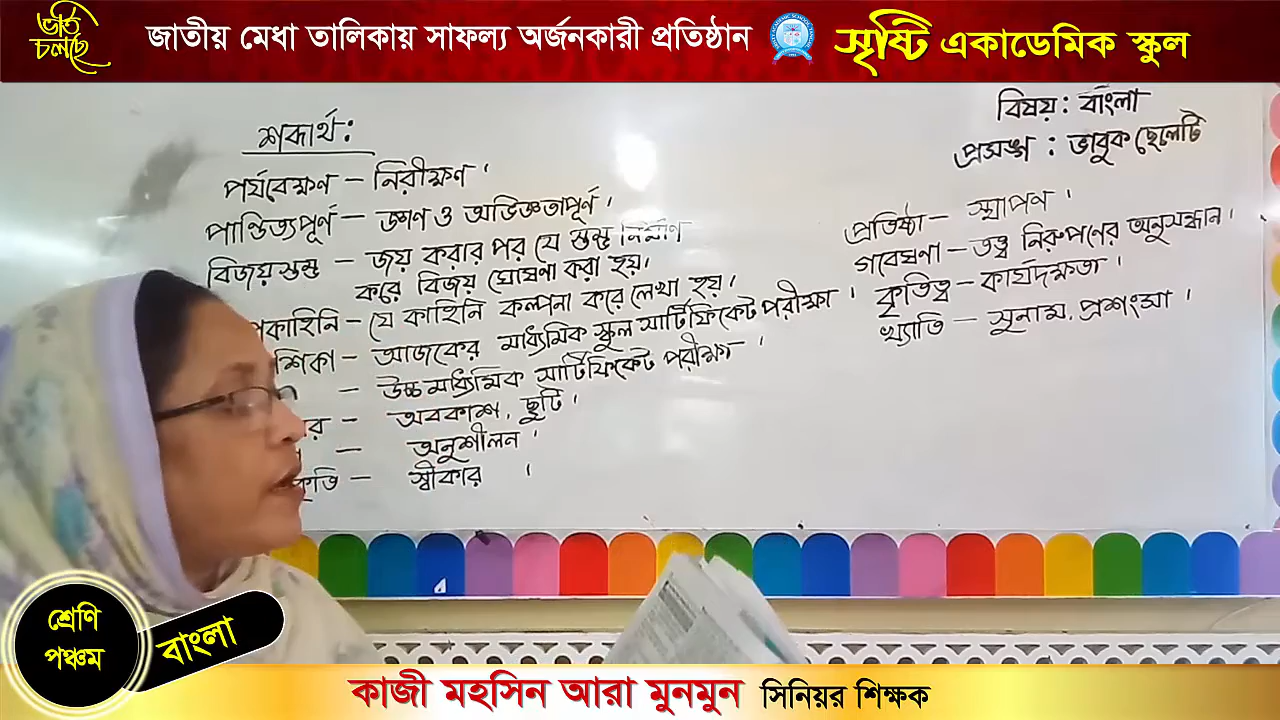 ভর্তি
চলছে
জাতীয় মেধা তালিকায় সাফল্য অর্জনকারী প্রতিষ্ঠান
সৃষ্টি একাডেমিক স্কুল
বিষয় : বাংলা
প্রসঙ্গ : ভাবুক ছেলেটি
শব্দার্থ :
পর্যবেক্ষণ – নিরীক্ষণ ।
পান্ডিত্যপূর্ণ – জ্ঞাণ ও অভিজ্ঞতাপূর্ণ ।
বিজয়স্তম্ভ – জয় করার পর যে স্তম্ভ নির্মাণ
করে বিজয় ঘোষনা করা হয়।
কাহিনি – যে কাহিনি কল্পনা করে লেখা হয়।
শিকা – আজকের মাধ্যমিক স্কুল সার্টিফিকেট পরীক্ষা ।
– উচ্চ মাধ্যমিক সার্টিফিকেট পরীক্ষা ।
র – অবকাশ, ছুটি ।
– অনুশীলন ।
কৃতি – স্বীকার ।
প্রতিষ্ঠা – স্থাপন ।
গবেষণা – তত্ত্ব নিরুপণের অনুসন্ধান ।
কৃতিত্ব – কার্যদক্ষতা ।
খ্যাতি – সুনাম, প্রশংসা ।
শ্রেণি
পঞ্চম
বাংলা
কাজী মহসিন আরা মুনমুন সিনিয়র শিক্ষক